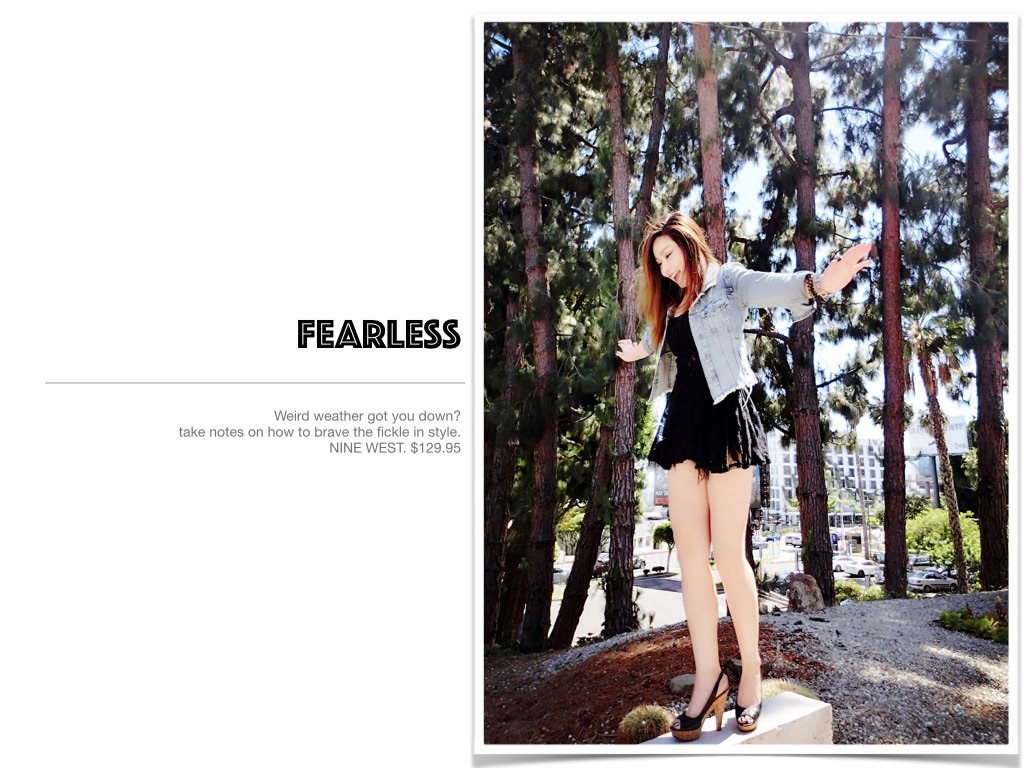 FEARLESS
Weird weather got you down?
take notes on how to brave the fickle in style.
NINE WEST. $129.95